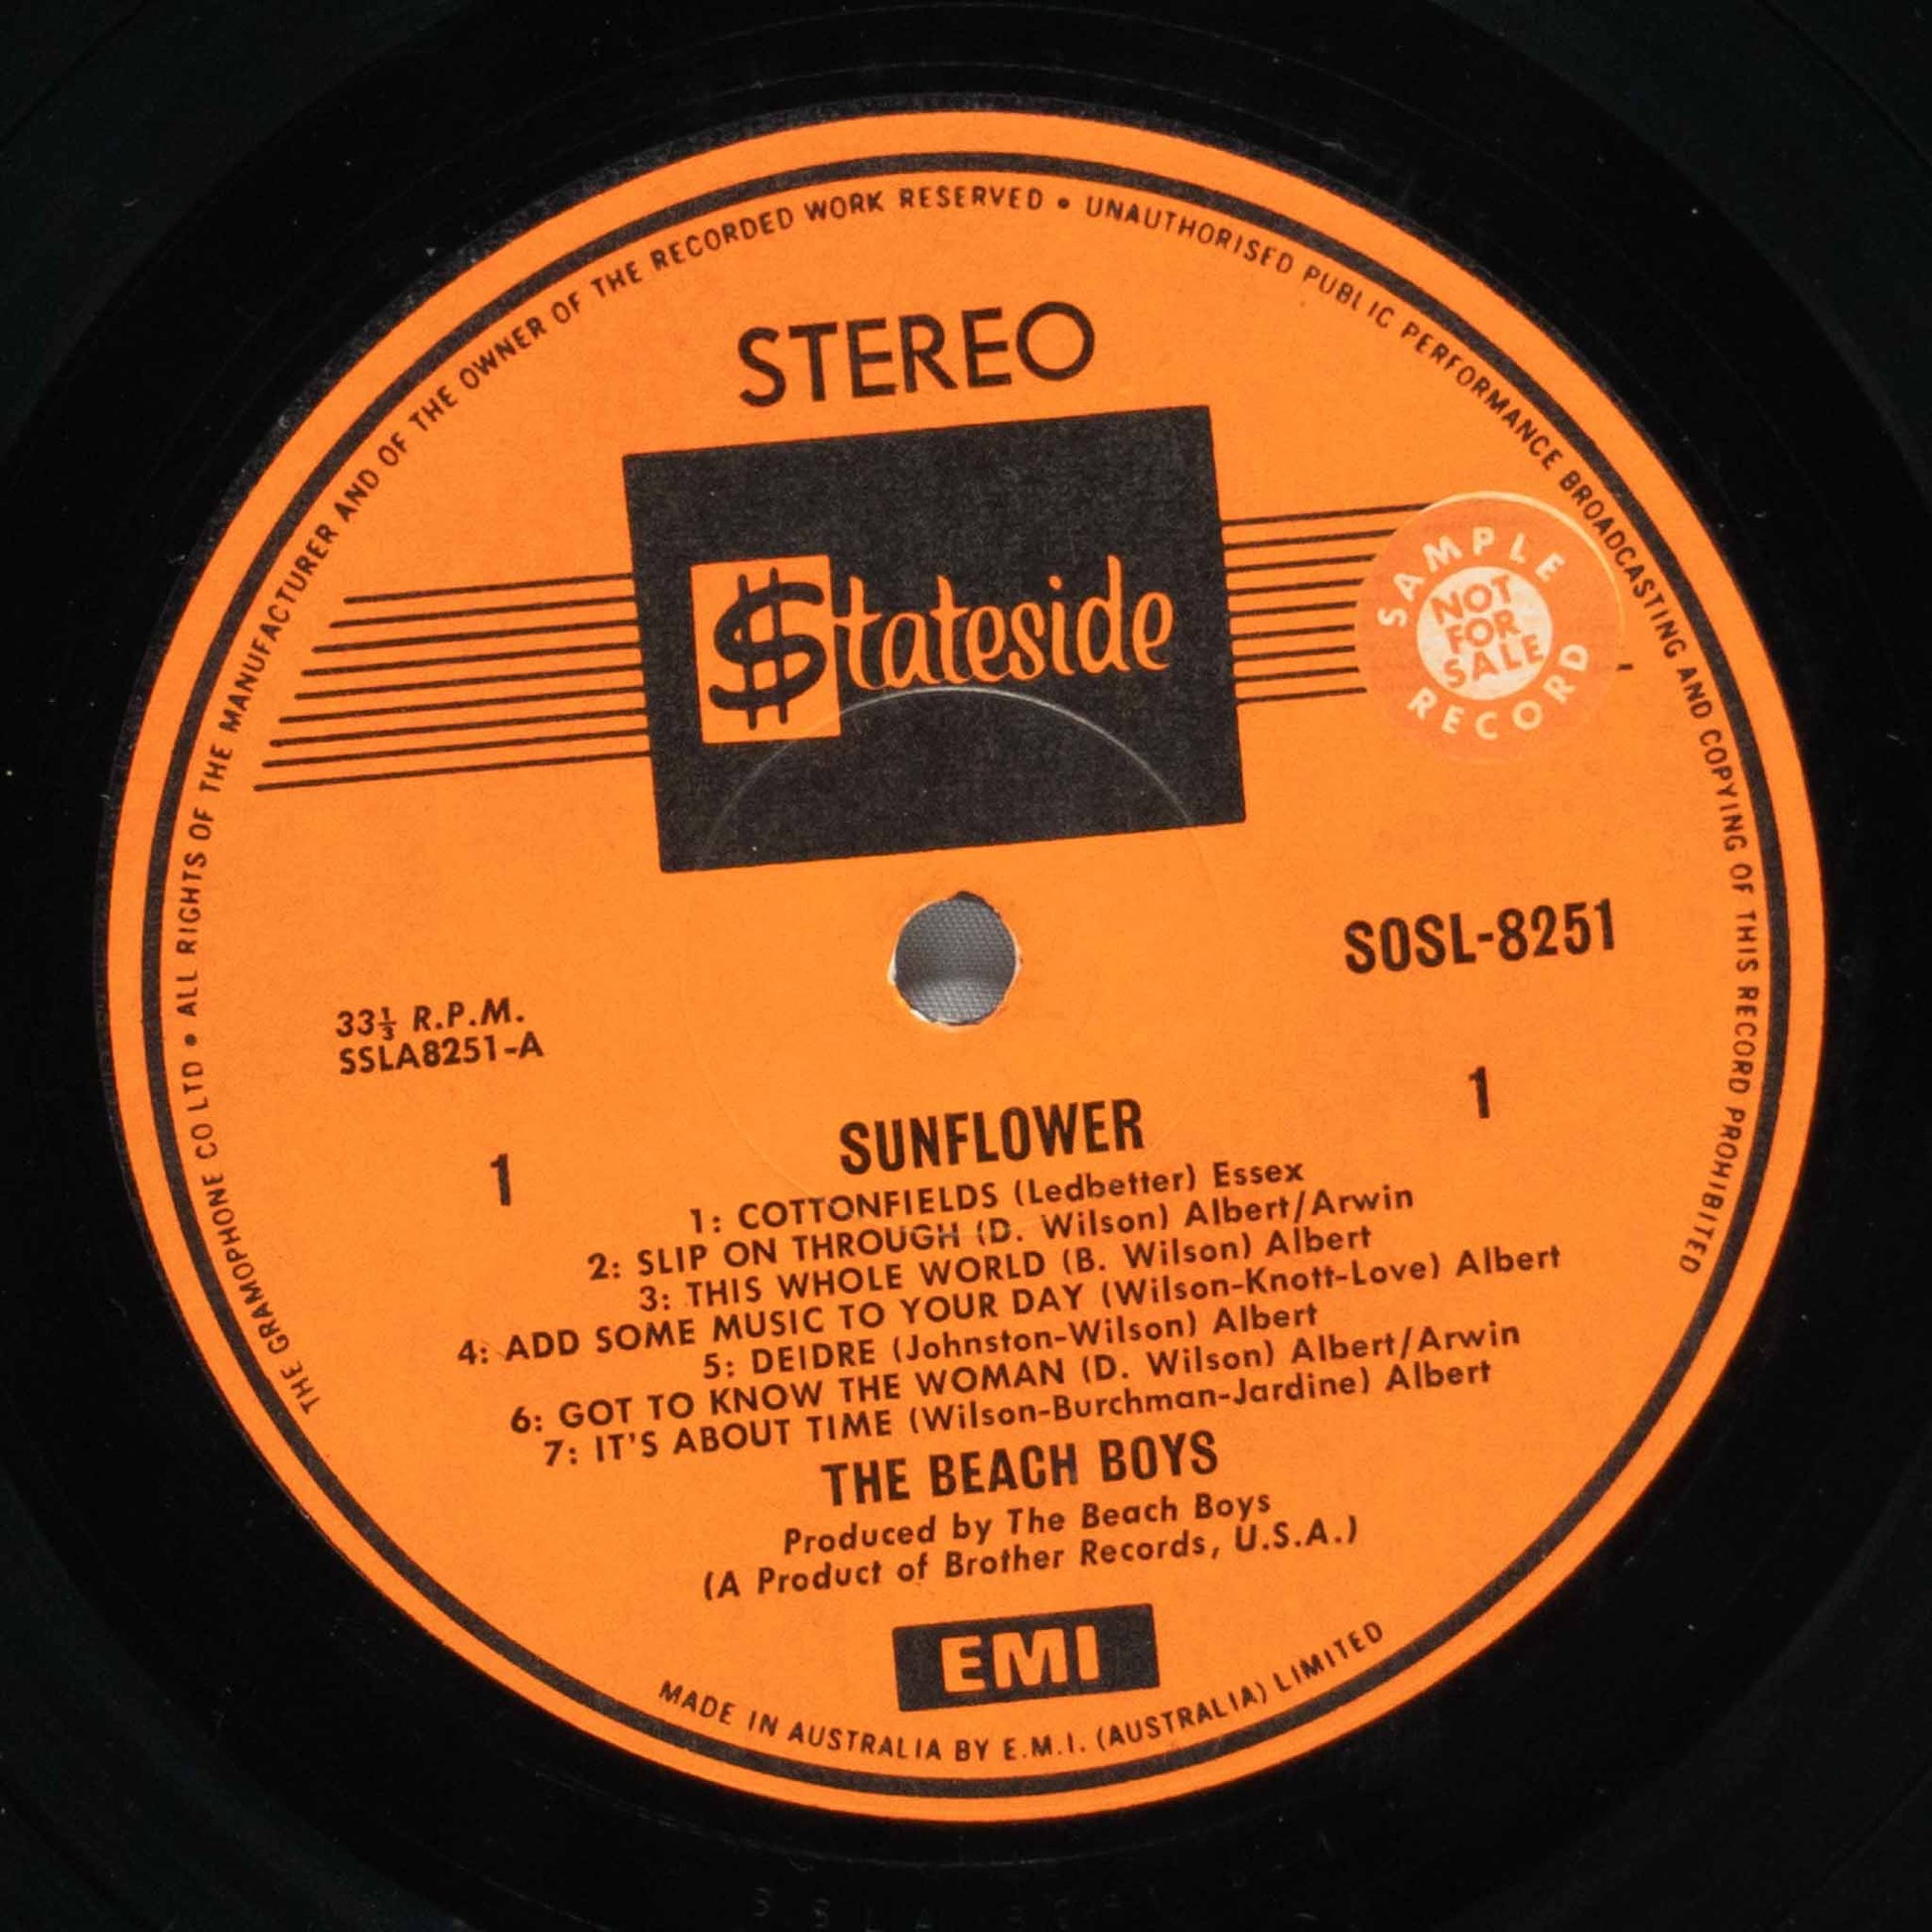 THE GRAMOPHONE CO LTD • ALL RIGHTS OF THE MANUFACTURER AND OF THE OWNER OF THE RECORDED WORK RESERVED • UNAUTHORISED PUBLIC PERFORMANCE BROADCASTING AND COPYING OF THIS RECORD PROHIBITED
STEREO
$tateside
SAMPLE
NOT
FOR
SALE
RECORD
SOSL-8251
33⅓ R.P.M.
SSLA8251-A
1
1
SUNFLOWER
1: COTTONFIELDS (Ledbetter) Essex
2: SLIP ON THROUGH (D. Wilson) Albert/Arwin
3: THIS WHOLE WORLD (B. Wilson) Albert
4: ADD SOME MUSIC TO YOUR DAY (Wilson-Knott-Love) Albert
5: DEIDRE (Johnston-Wilson) Albert
6: GOT TO KNOW THE WOMAN (D. Wilson) Albert/Arwin
7: IT'S ABOUT TIME (Wilson-Burchman-Jardine) Albert
THE BEACH BOYS
Produced by The Beach Boys
(A Product of Brother Records, U.S.A.)
EMI
MADE IN AUSTRALIA BY E.M.I. (AUSTRALIA) LIMITED